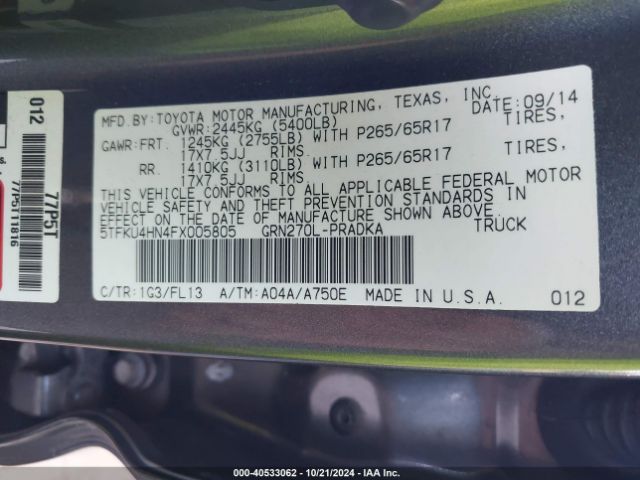 MFD.BY:TOYOTA MOTOR MANUFACTURING, TEXAS, INC.
GVWR:2445KG (5400LB) DATE:09/14
GAWR:FRT. 1245KG (2755LB) WITH P265/65R17 TIRES,
17X7.5JJ RIMS
RR. 1410KG (3110LB) WITH P265/65R17 TIRES,
17X7.5JJ RIMS
THIS VEHICLE CONFORMS TO ALL APPLICABLE FEDERAL MOTOR
VEHICLE SAFETY AND THEFT PREVENTION STANDARDS IN
EFFECT ON THE DATE OF MANUFACTURE SHOWN ABOVE.
5TFKU4HN4FX005805 GRN270L-PRADKA TRUCK
C/TR:1G3/FL13 A/TM:A04A/A750E MADE IN U.S.A. 012
012
s.
77P5T
77P5T11816
000-40533062 - 10/21/2024 - IAA Inc.